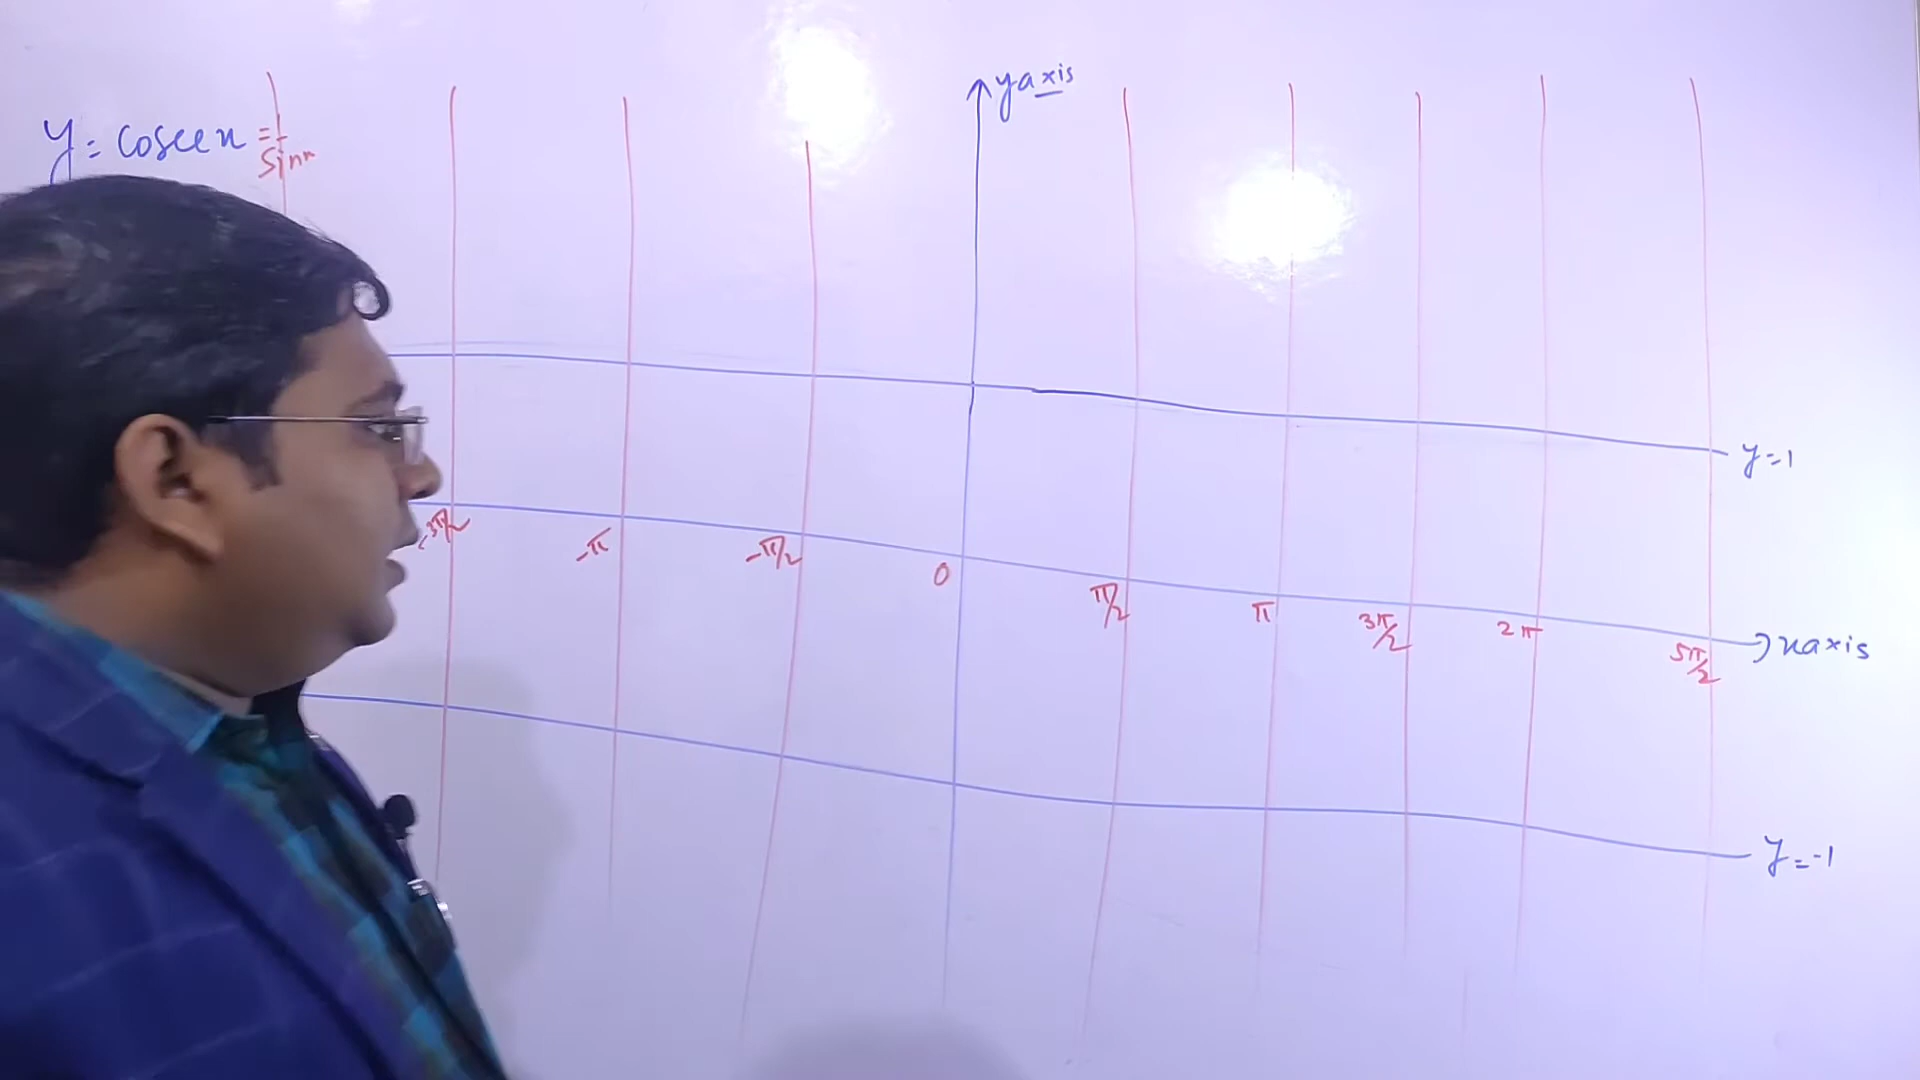 y axis
y = cosec x = 1/sin x
y = 1
-3π/2 -π -π/2 0 π/2 π 3π/2 2π 5π/2 x axis
y = -1